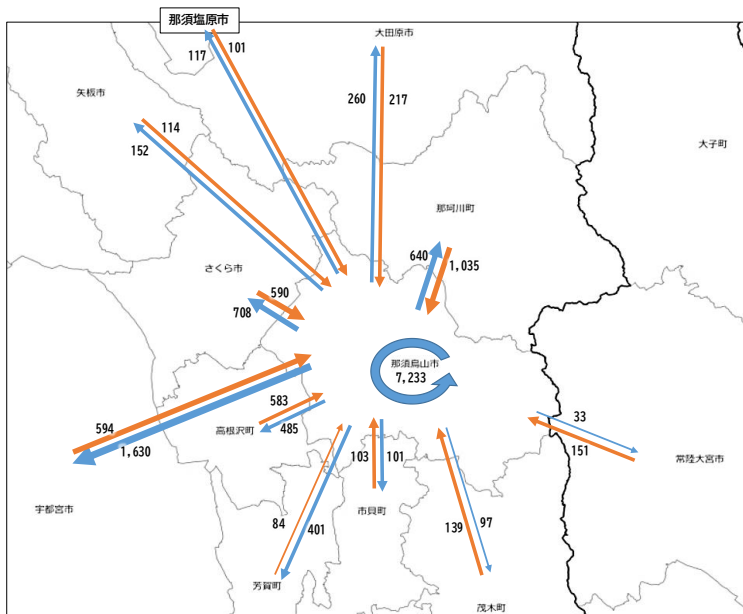 那須塩原市
大田原市
117
101
260
217
矢板市
114
152
大子町
那珂川町
640
1,035
さくら市
590
708
那須烏山市
7,233
594
1,630
583
485
高根沢町
33
151
常陸大宮市
103
101
宇都宮市
84
401
市貝町
139
97
芳賀町
茂木町